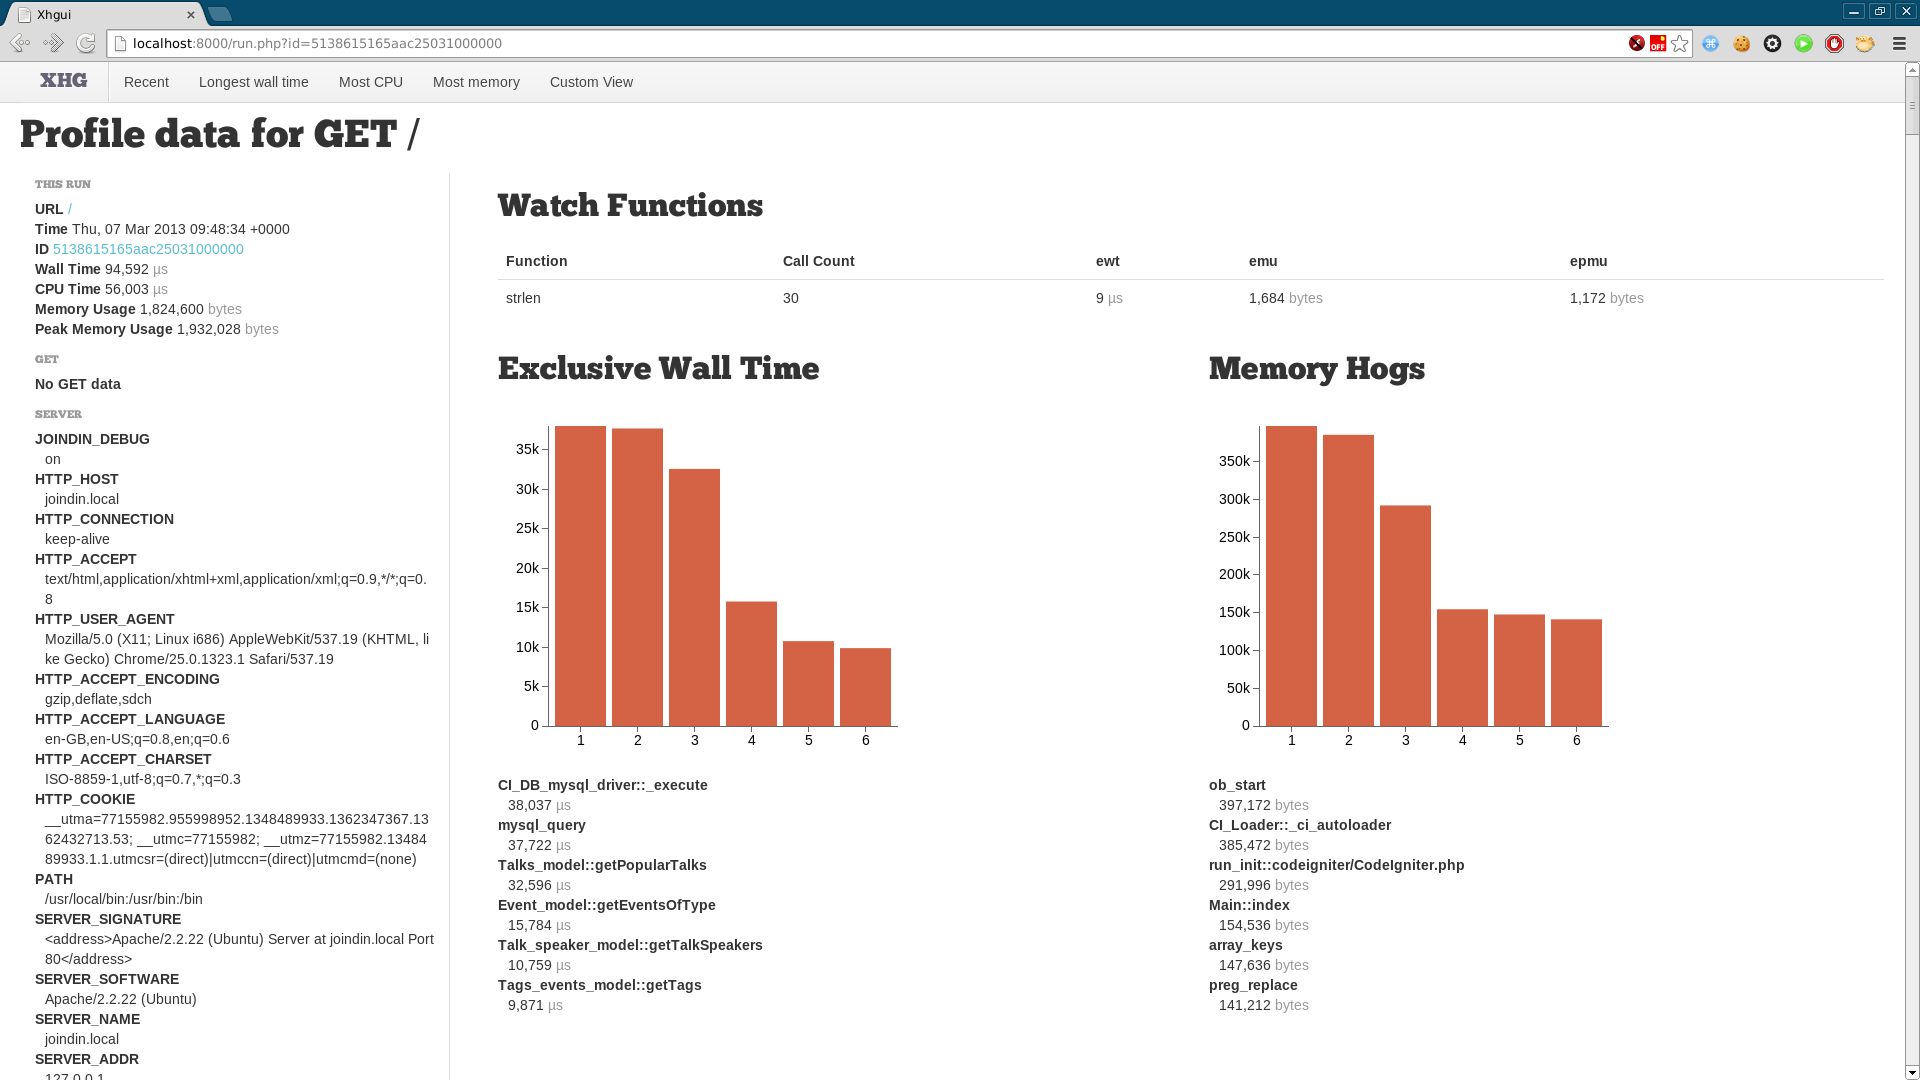 Xhgui
localhost:8000/run.php?id=5138615165aac25031000000
OFF
XHG
Recent
Longest wall time
Most CPU
Most memory
Custom View
Profile data for GET /
THIS RUN
URL /
Time Thu, 07 Mar 2013 09:48:34 +0000
ID 5138615165aac25031000000
Wall Time 94,592 µs
CPU Time 56,003 µs
Memory Usage 1,824,600 bytes
Peak Memory Usage 1,932,028 bytes
GET
No GET data
SERVER
JOINDIN_DEBUG
on
HTTP_HOST
joindin.local
HTTP_CONNECTION
keep-alive
HTTP_ACCEPT
text/html,application/xhtml+xml,application/xml;q=0.9,*/*;q=0.
8
HTTP_USER_AGENT
Mozilla/5.0 (X11; Linux i686) AppleWebKit/537.19 (KHTML, li
ke Gecko) Chrome/25.0.1323.1 Safari/537.19
HTTP_ACCEPT_ENCODING
gzip,deflate,sdch
HTTP_ACCEPT_LANGUAGE
en-GB,en-US;q=0.8,en;q=0.6
HTTP_ACCEPT_CHARSET
ISO-8859-1,utf-8;q=0.7,*;q=0.3
HTTP_COOKIE
__utma=77155982.955998952.1348489933.1362347367.13
62432713.53; __utmc=77155982; __utmz=77155982.13484
89933.1.1.utmcsr=(direct)|utmccn=(direct)|utmcmd=(none)
PATH
/usr/local/bin:/usr/bin:/bin
SERVER_SIGNATURE
<address>Apache/2.2.22 (Ubuntu) Server at joindin.local Port
80</address>
SERVER_SOFTWARE
Apache/2.2.22 (Ubuntu)
SERVER_NAME
joindin.local
SERVER_ADDR
127.0.0.1
Watch Functions
Function Call Count ewt emu epmu
strlen 30 9 µs 1,684 bytes 1,172 bytes
Exclusive Wall Time
35k
30k
25k
20k
15k
10k
5k
0
1 2 3 4 5 6
CI_DB_mysql_driver::_execute
38,037 µs
mysql_query
37,722 µs
Talks_model::getPopularTalks
32,596 µs
Event_model::getEventsOfType
15,784 µs
Talk_speaker_model::getTalkSpeakers
10,759 µs
Tags_events_model::getTags
9,871 µs
Memory Hogs
350k
300k
250k
200k
150k
100k
50k
0
1 2 3 4 5 6
ob_start
397,172 bytes
CI_Loader::_ci_autoloader
385,472 bytes
run_init::codeigniter/CodeIgniter.php
291,996 bytes
Main::index
154,536 bytes
array_keys
147,636 bytes
preg_replace
141,212 bytes